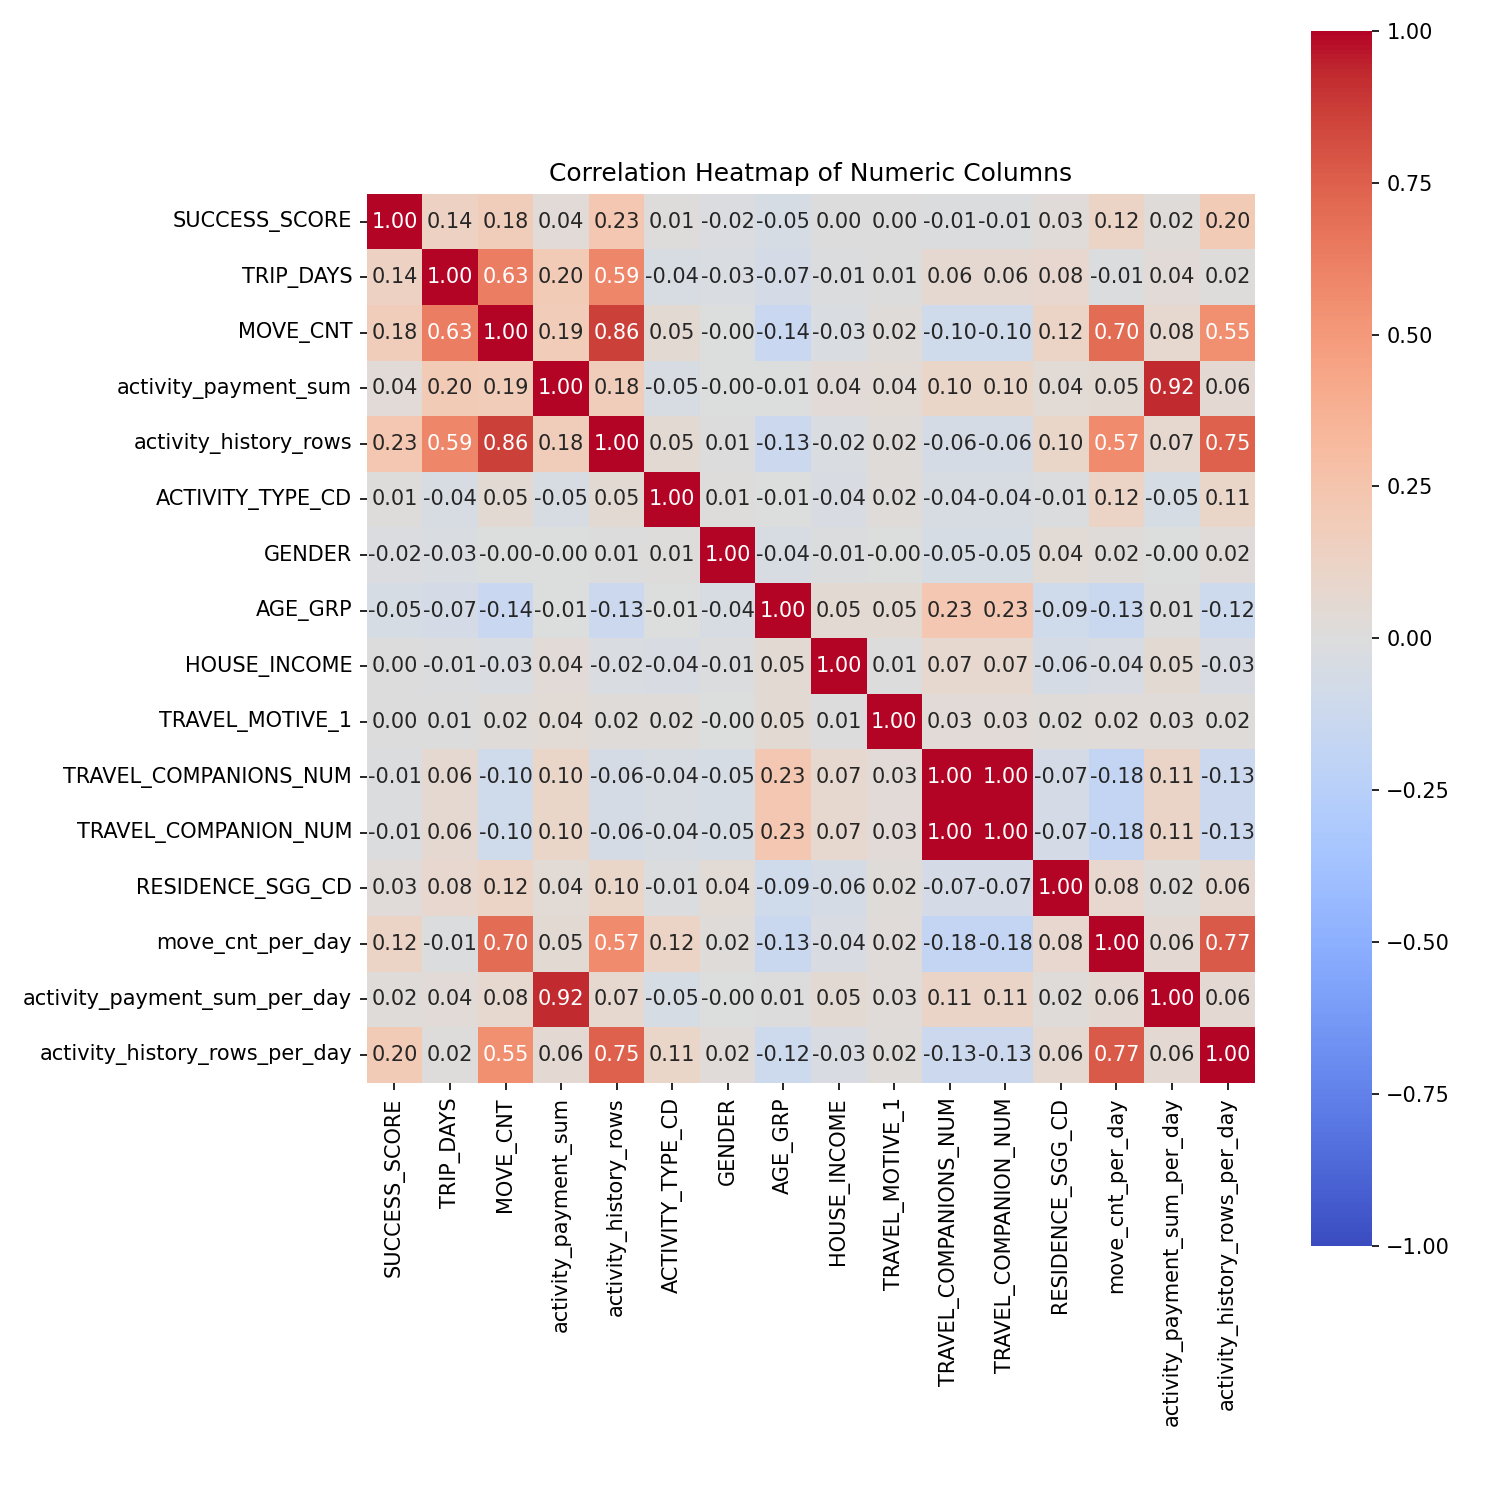 Correlation Heatmap of Numeric Columns
SUCCESS_SCORE 1.00 0.14 0.18 0.04 0.23 0.01 -0.02 -0.05 0.00 0.00 -0.01 -0.01 0.03 0.12 0.02 0.20
TRIP_DAYS 0.14 1.00 0.63 0.20 0.59 -0.04 -0.03 -0.07 -0.01 0.01 0.06 0.06 0.08 -0.01 0.04 0.02
MOVE_CNT 0.18 0.63 1.00 0.19 0.86 0.05 -0.00 -0.14 -0.03 0.02 -0.10 -0.10 0.12 0.70 0.08 0.55
activity_payment_sum 0.04 0.20 0.19 1.00 0.18 -0.05 -0.00 -0.01 0.04 0.04 0.10 0.10 0.04 0.05 0.92 0.06
activity_history_rows 0.23 0.59 0.86 0.18 1.00 0.05 0.01 -0.13 -0.02 0.02 -0.06 -0.06 0.10 0.57 0.07 0.75
ACTIVITY_TYPE_CD 0.01 -0.04 0.05 -0.05 0.05 1.00 0.01 -0.01 -0.04 0.02 -0.04 -0.04 -0.01 0.12 -0.05 0.11
GENDER -0.02 -0.03 -0.00 -0.00 0.01 0.01 1.00 -0.04 -0.01 -0.00 -0.05 -0.05 0.04 0.02 -0.00 0.02
AGE_GRP -0.05 -0.07 -0.14 -0.01 -0.13 -0.01 -0.04 1.00 0.05 0.05 0.23 0.23 -0.09 -0.13 0.01 -0.12
HOUSE_INCOME 0.00 -0.01 -0.03 0.04 -0.02 -0.04 -0.01 0.05 1.00 0.01 0.07 0.07 -0.06 -0.04 0.05 -0.03
TRAVEL_MOTIVE_1 0.00 0.01 0.02 0.04 0.02 0.02 -0.00 0.05 0.01 1.00 0.03 0.03 0.02 0.02 0.03 0.02
TRAVEL_COMPANIONS_NUM -0.01 0.06 -0.10 0.10 -0.06 -0.04 -0.05 0.23 0.07 0.03 1.00 1.00 -0.07 -0.18 0.11 -0.13
TRAVEL_COMPANION_NUM -0.01 0.06 -0.10 0.10 -0.06 -0.04 -0.05 0.23 0.07 0.03 1.00 1.00 -0.07 -0.18 0.11 -0.13
RESIDENCE_SGG_CD 0.03 0.08 0.12 0.04 0.10 -0.01 0.04 -0.09 -0.06 0.02 -0.07 -0.07 1.00 0.08 0.02 0.06
move_cnt_per_day 0.12 -0.01 0.70 0.05 0.57 0.12 0.02 -0.13 -0.04 0.02 -0.18 -0.18 0.08 1.00 0.06 0.77
activity_payment_sum_per_day 0.02 0.04 0.08 0.92 0.07 -0.05 -0.00 0.01 0.05 0.03 0.11 0.11 0.02 0.06 1.00 0.06
activity_history_rows_per_day 0.20 0.02 0.55 0.06 0.75 0.11 0.02 -0.12 -0.03 0.02 -0.13 -0.13 0.06 0.77 0.06 1.00
SUCCESS_SCORE
TRIP_DAYS
MOVE_CNT
activity_payment_sum
activity_history_rows
ACTIVITY_TYPE_CD
GENDER
AGE_GRP
HOUSE_INCOME
TRAVEL_MOTIVE_1
TRAVEL_COMPANIONS_NUM
TRAVEL_COMPANION_NUM
RESIDENCE_SGG_CD
move_cnt_per_day
activity_payment_sum_per_day
activity_history_rows_per_day
1.00
0.75
0.50
0.25
0.00
−0.25
−0.50
−0.75
−1.00